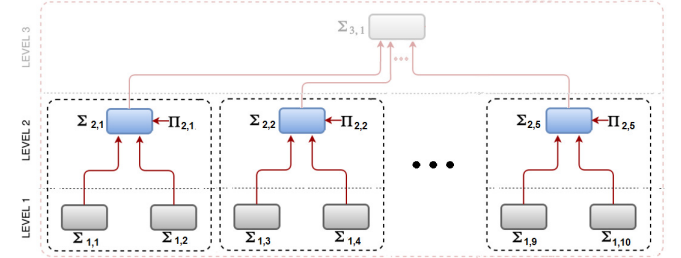 LEVEL 3
Σ3,1
LEVEL 2
Σ2,1
Π2,1
Σ2,2
Π2,2
Σ2,5
Π2,5
LEVEL 1
Σ1,1
Σ1,2
Σ1,3
Σ1,4
Σ1,9
Σ1,10